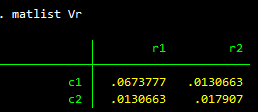 . matlist Vr
r1 r2
c1 .0673777 .0130663
c2 .0130663 .017907